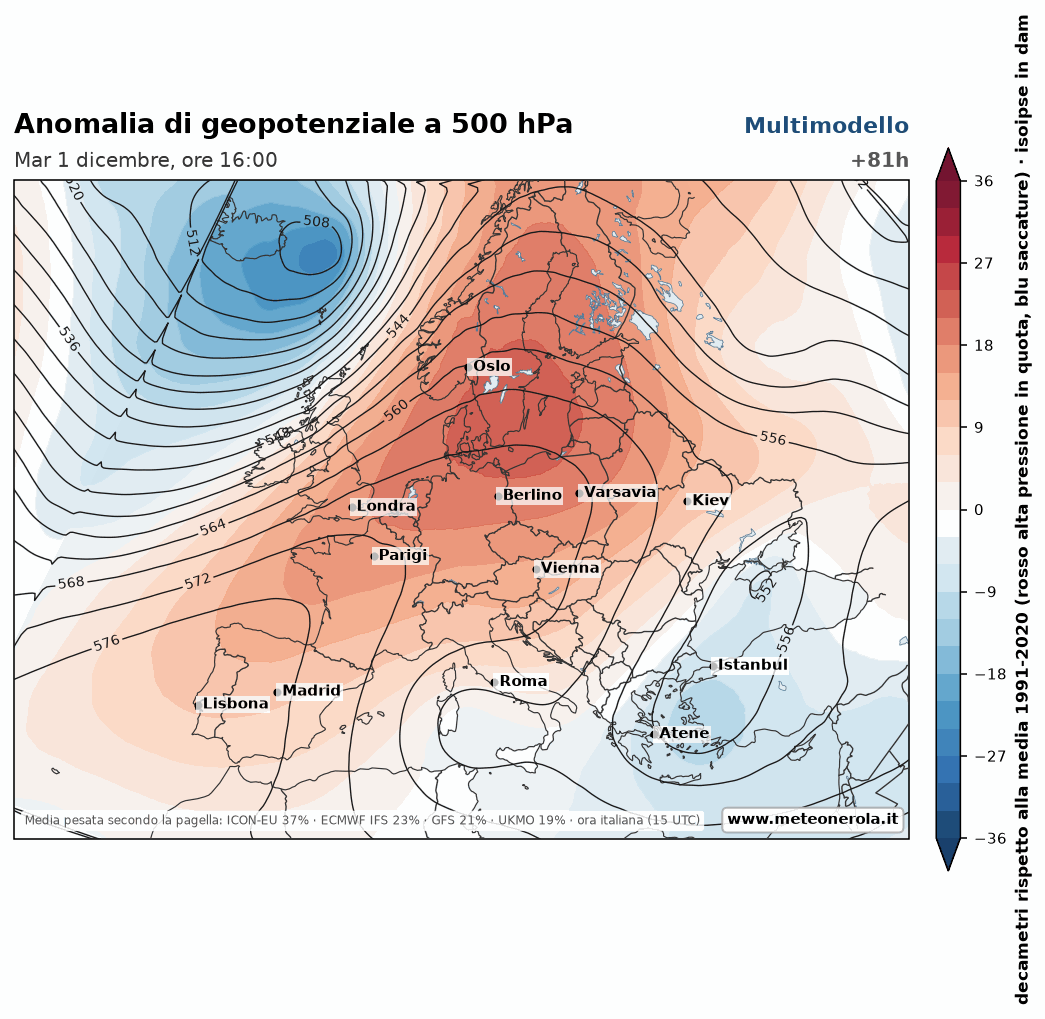 Anomalia di geopotenziale a 500 hPa
Multimodello
Mar 1 dicembre, ore 16:00
+81h
520
508
512
536
544
548
560
556
564
568
572
576
552
556
Oslo
Berlino
Varsavia
Kiev
Londra
Parigi
Vienna
Istanbul
Roma
Madrid
Lisbona
Atene
Media pesata secondo la pagella: ICON-EU 37% · ECMWF IFS 23% · GFS 21% · UKMO 19% · ora italiana (15 UTC)
www.meteonerola.it
36
27
18
9
0
−9
−18
−27
−36
decametri rispetto alla media 1991-2020 (rosso alta pressione in quota, blu saccature) · isoipse in dam